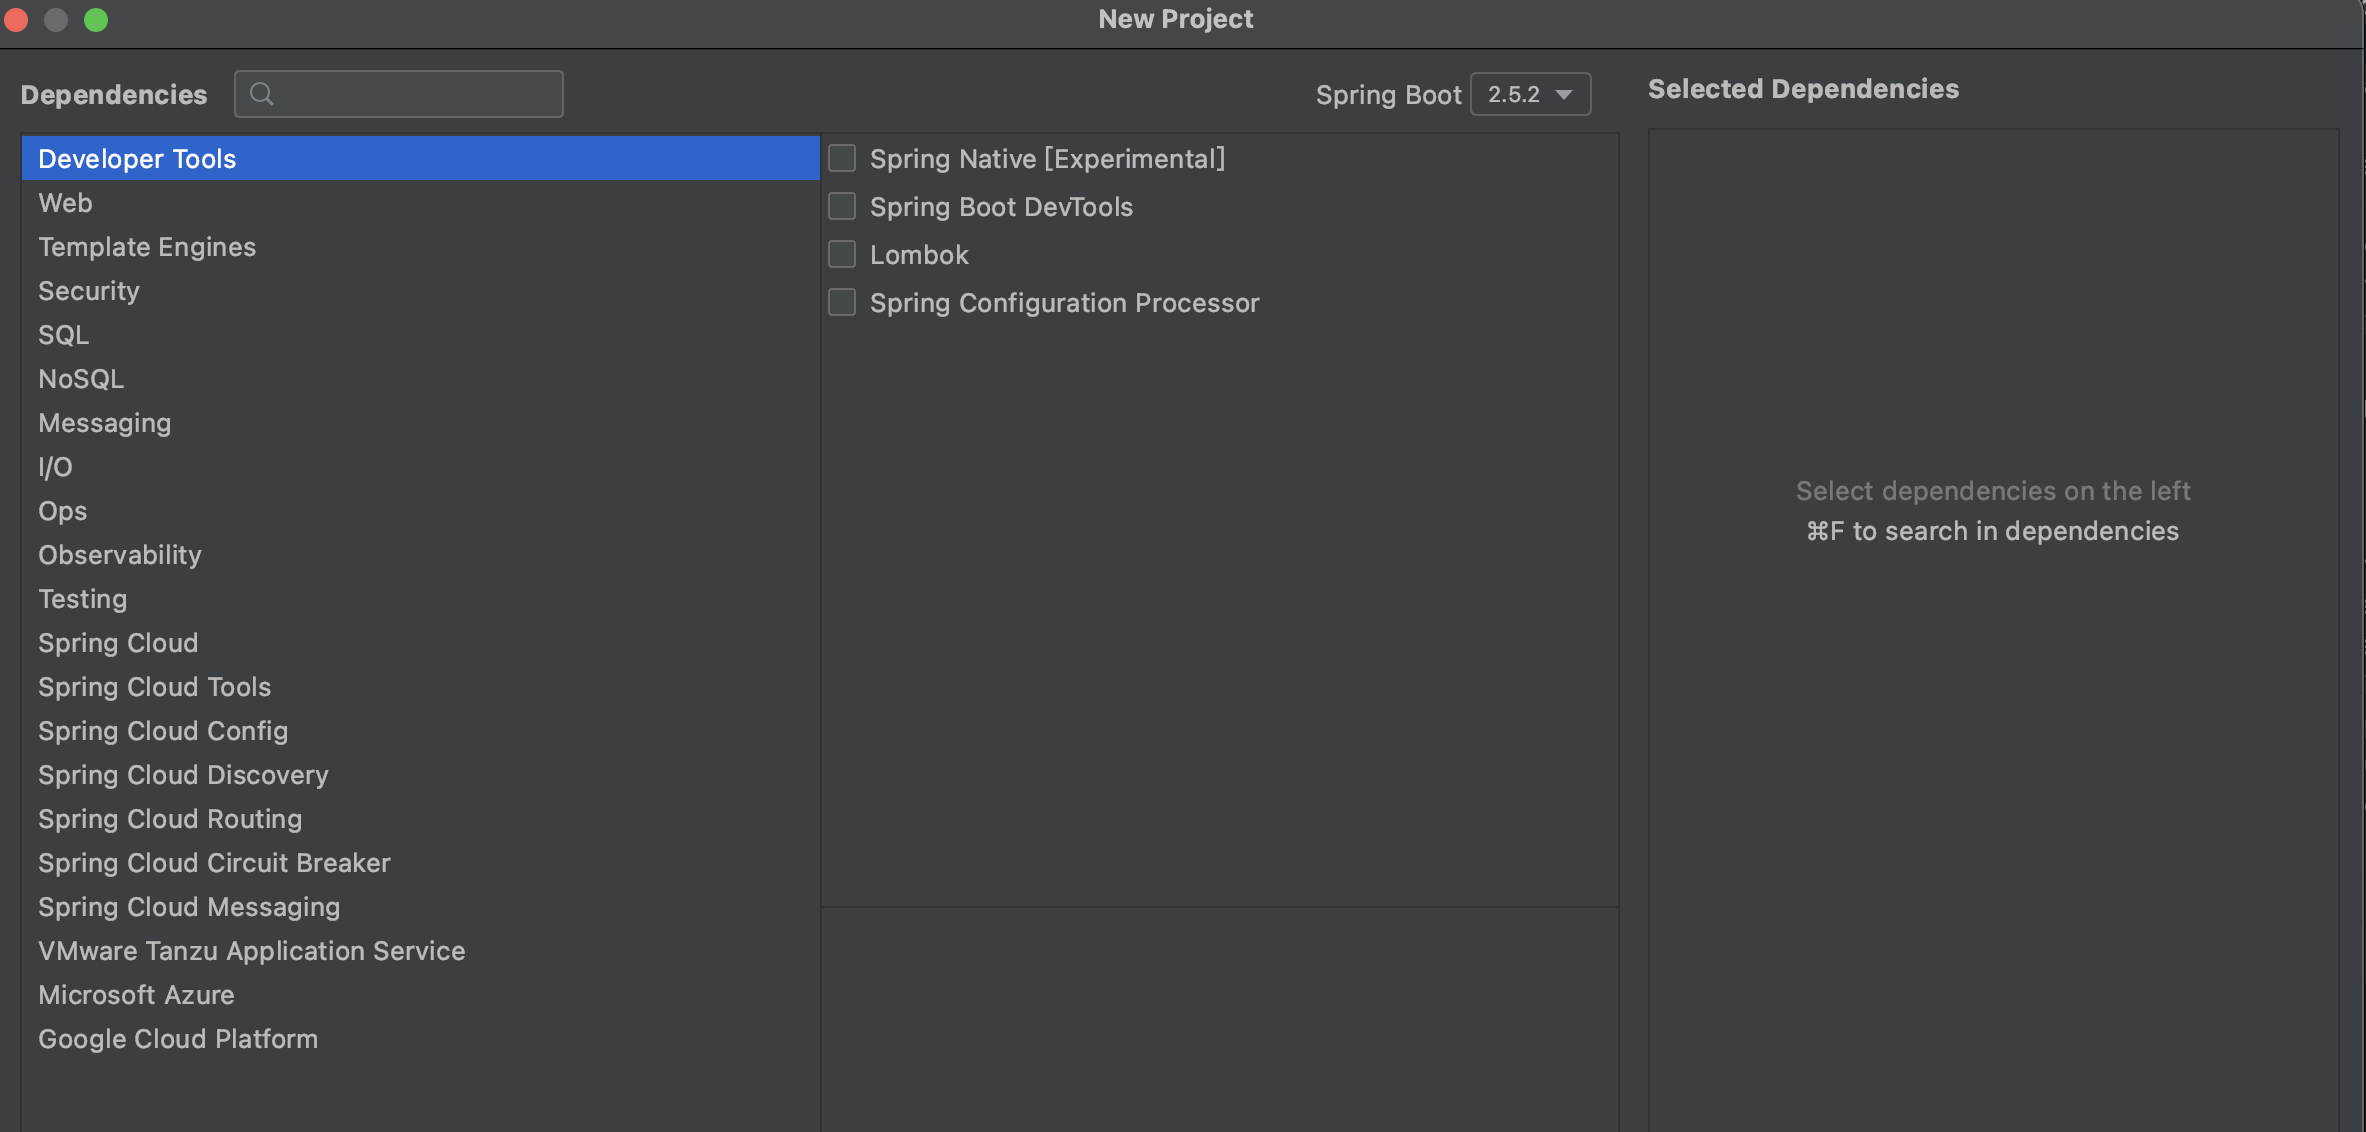 New Project
Dependencies
Spring Boot 2.5.2
Selected Dependencies
Developer Tools
Web
Template Engines
Security
SQL
NoSQL
Messaging
I/O
Ops
Observability
Testing
Spring Cloud
Spring Cloud Tools
Spring Cloud Config
Spring Cloud Discovery
Spring Cloud Routing
Spring Cloud Circuit Breaker
Spring Cloud Messaging
VMware Tanzu Application Service
Microsoft Azure
Google Cloud Platform
Spring Native [Experimental]
Spring Boot DevTools
Lombok
Spring Configuration Processor
Select dependencies on the left
⌘F to search in dependencies